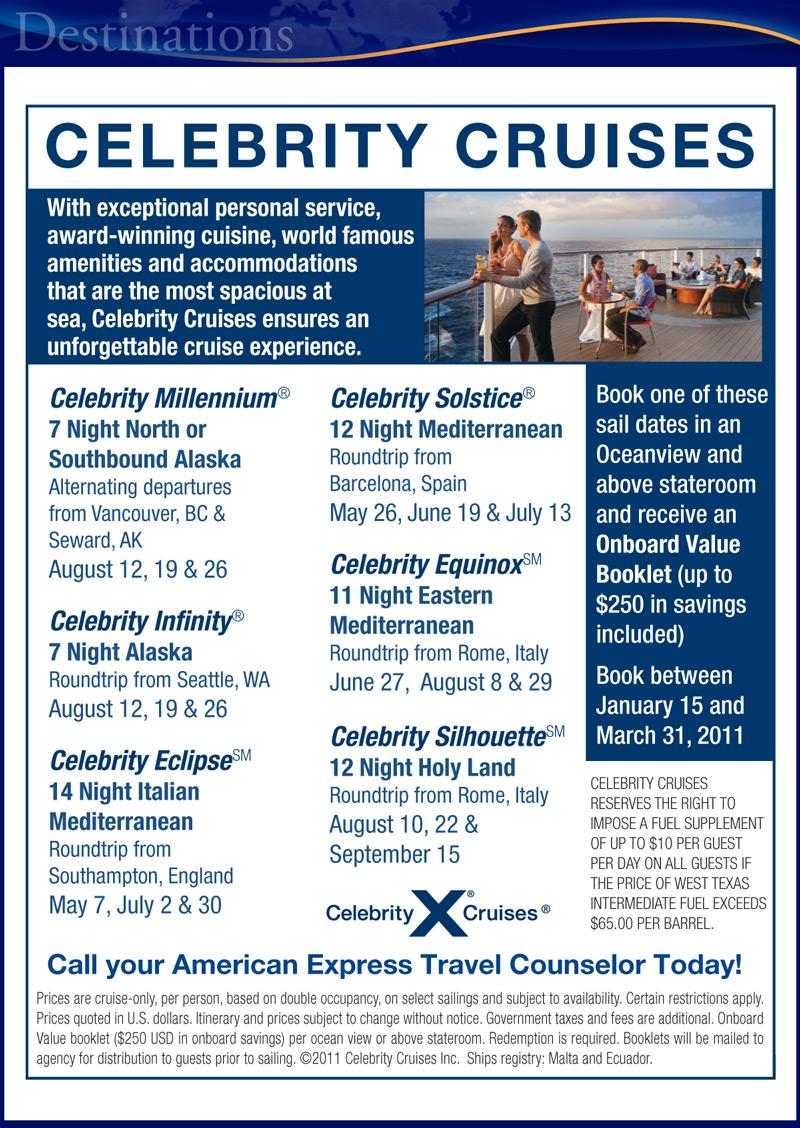 Destinations
CELEBRITY CRUISES
With exceptional personal service,
award-winning cuisine, world famous
amenities and accommodations
that are the most spacious at
sea, Celebrity Cruises ensures an
unforgettable cruise experience.
Celebrity Millennium®
7 Night North or
Southbound Alaska
Alternating departures
from Vancouver, BC &
Seward, AK
August 12, 19 & 26
Celebrity Infinity®
7 Night Alaska
Roundtrip from Seattle, WA
August 12, 19 & 26
Celebrity Eclipse℠
14 Night Italian
Mediterranean
Roundtrip from
Southampton, England
May 7, July 2 & 30
Celebrity Solstice®
12 Night Mediterranean
Roundtrip from
Barcelona, Spain
May 26, June 19 & July 13
Celebrity Equinox℠
11 Night Eastern
Mediterranean
Roundtrip from Rome, Italy
June 27, August 8 & 29
Celebrity Silhouette℠
12 Night Holy Land
Roundtrip from Rome, Italy
August 10, 22 &
September 15
Celebrity X® Cruises®
Book one of these
sail dates in an
Oceanview and
above stateroom
and receive an
Onboard Value
Booklet (up to
$250 in savings
included)
Book between
January 15 and
March 31, 2011
CELEBRITY CRUISES
RESERVES THE RIGHT TO
IMPOSE A FUEL SUPPLEMENT
OF UP TO $10 PER GUEST
PER DAY ON ALL GUESTS IF
THE PRICE OF WEST TEXAS
INTERMEDIATE FUEL EXCEEDS
$65.00 PER BARREL.
Call your American Express Travel Counselor Today!
Prices are cruise-only, per person, based on double occupancy, on select sailings and subject to availability. Certain restrictions apply.
Prices quoted in U.S. dollars. Itinerary and prices subject to change without notice. Government taxes and fees are additional. Onboard
Value booklet ($250 USD in onboard savings) per ocean view or above stateroom. Redemption is required. Booklets will be mailed to
agency for distribution to guests prior to sailing. ©2011 Celebrity Cruises Inc. Ships registry: Malta and Ecuador.